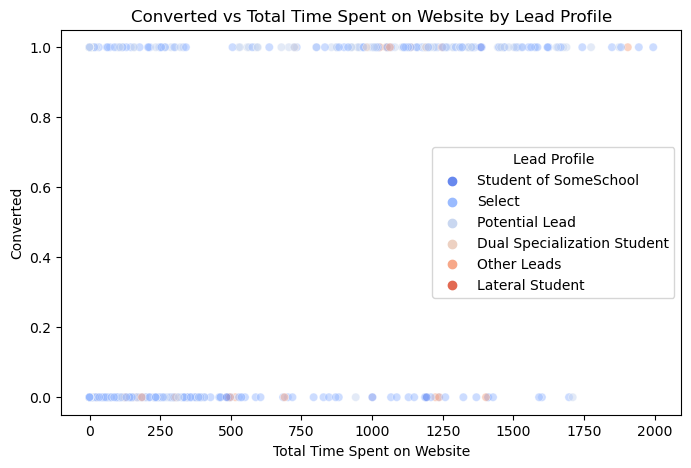 Converted vs Total Time Spent on Website by Lead Profile
Converted
1.0
0.8
0.6
0.4
0.2
0.0
Lead Profile
Student of SomeSchool
Select
Potential Lead
Dual Specialization Student
Other Leads
Lateral Student
0 250 500 750 1000 1250 1500 1750 2000
Total Time Spent on Website